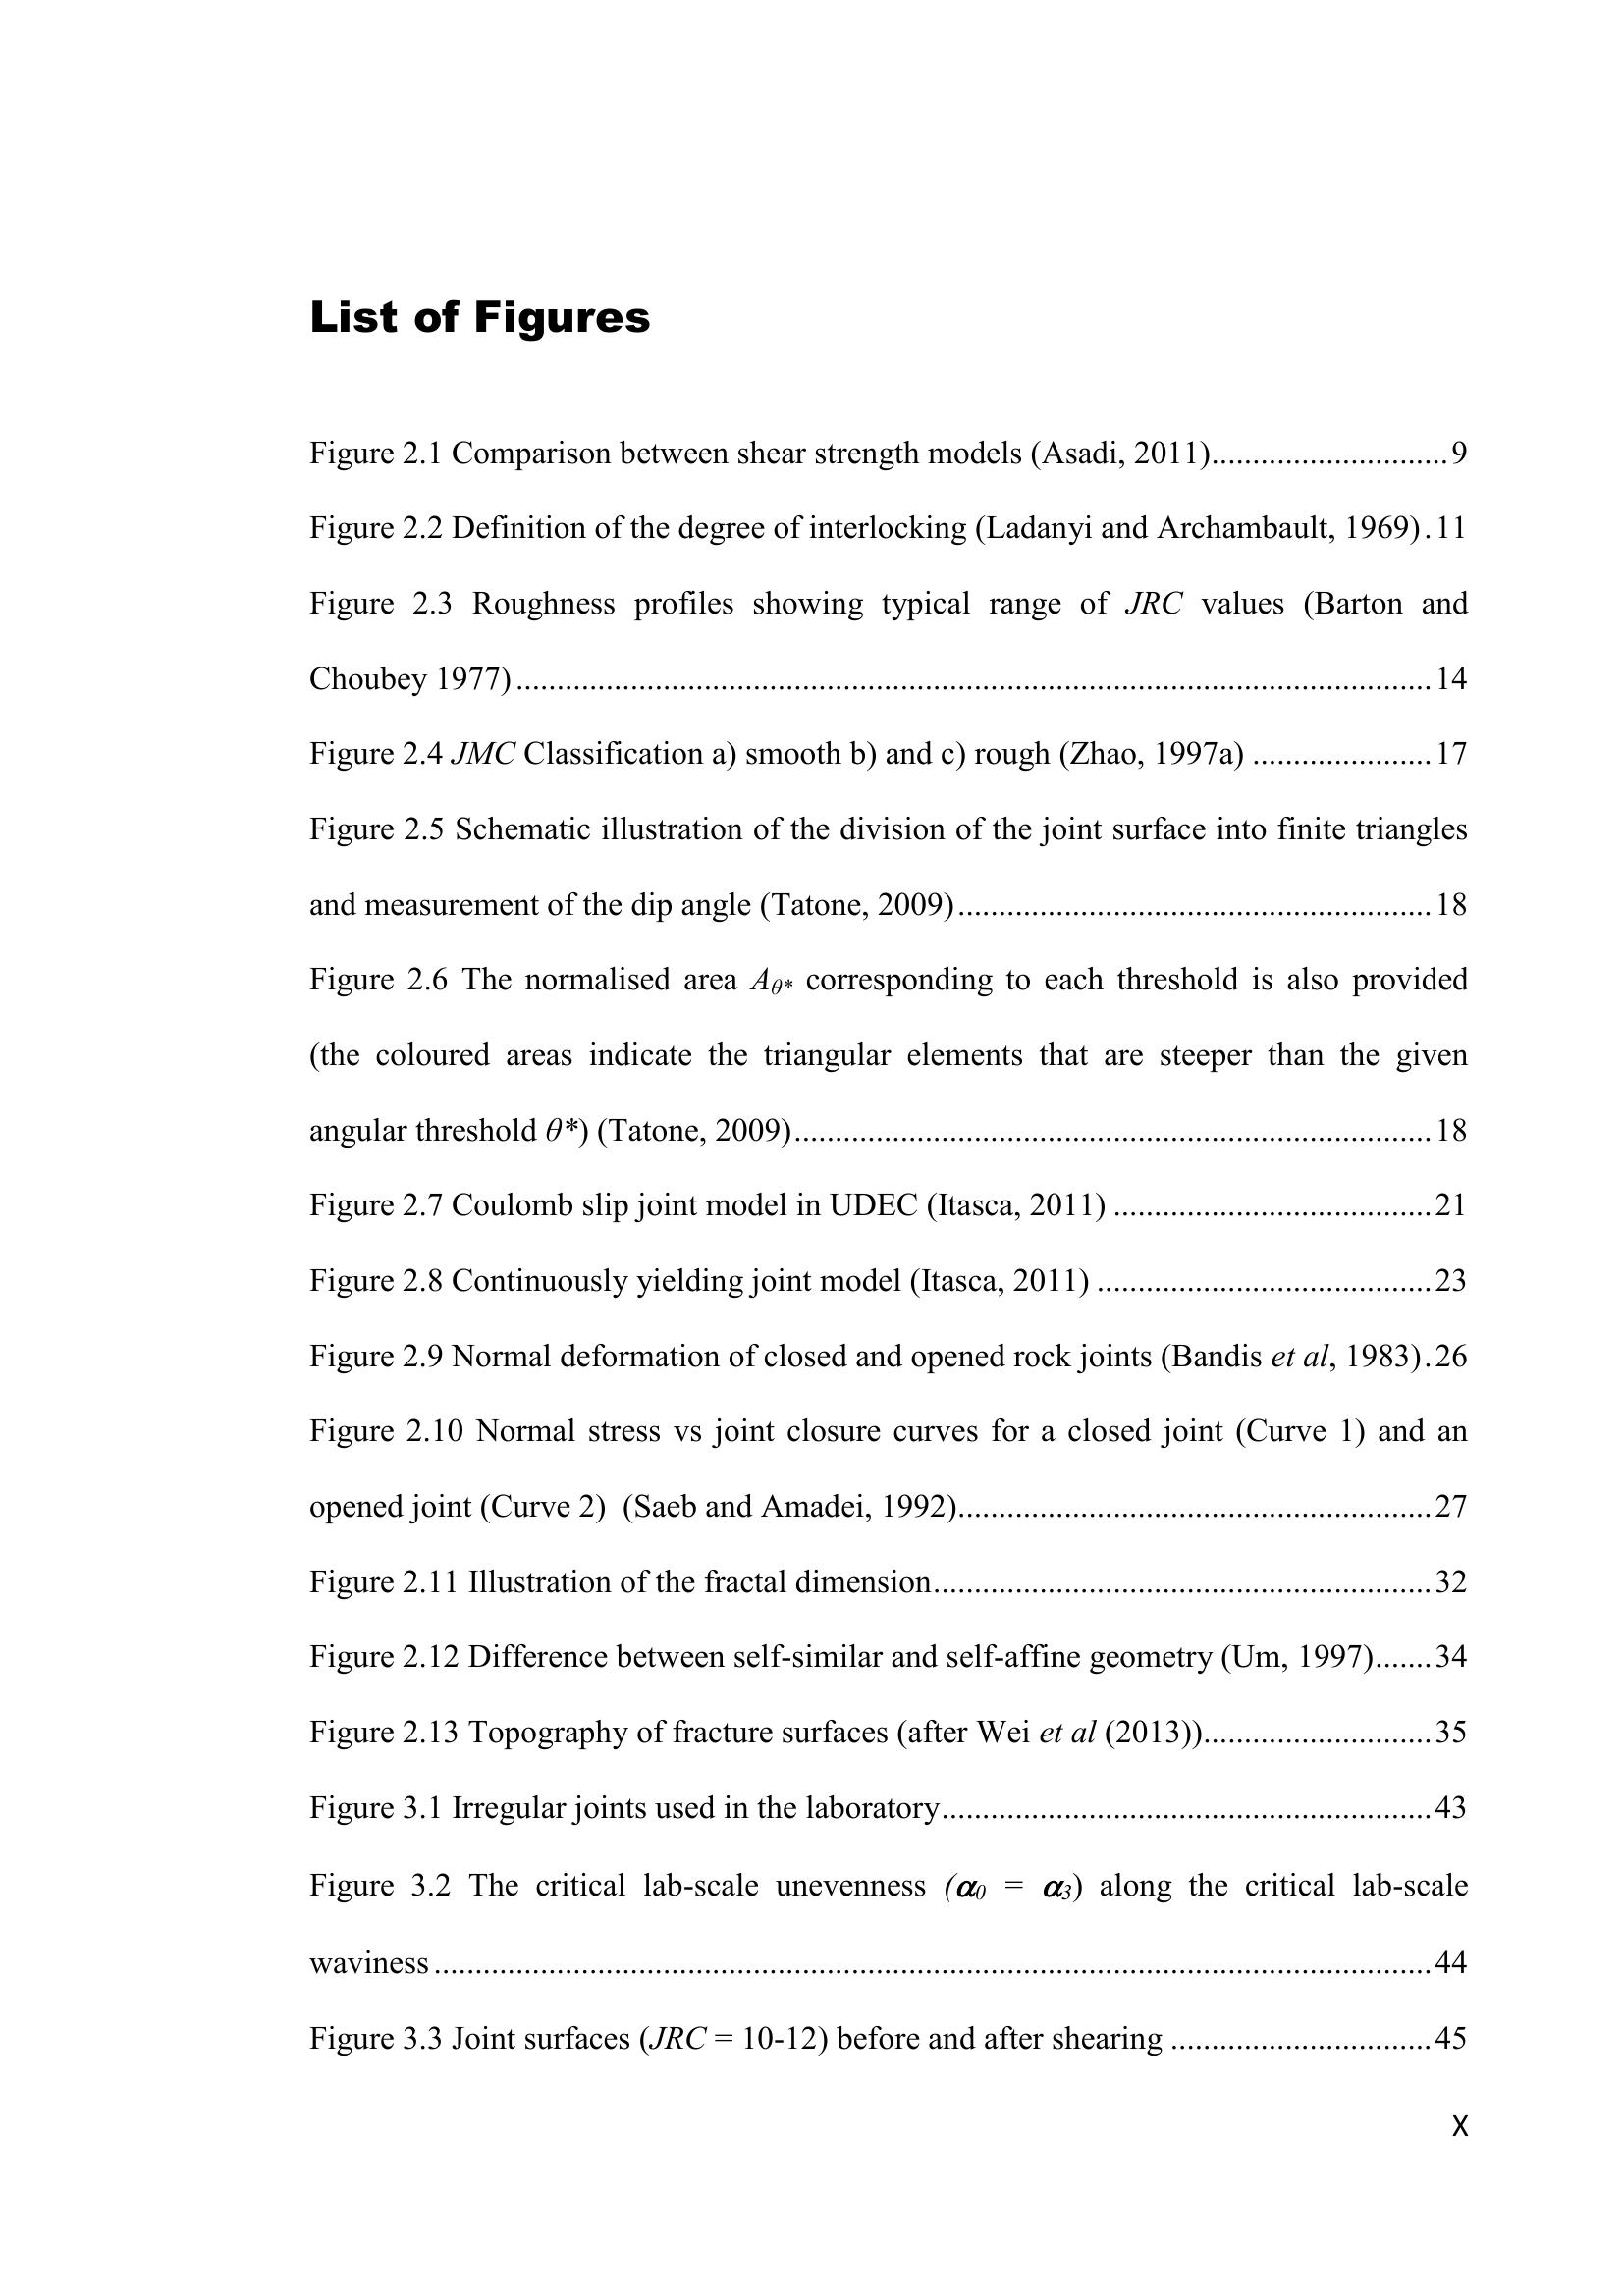 List of Figures
Figure 2.1 Comparison between shear strength models (Asadi, 2011).............................9
Figure 2.2 Definition of the degree of interlocking (Ladanyi and Archambault, 1969).11
Figure 2.3 Roughness profiles showing typical range of JRC values (Barton and
Choubey 1977)................................................................................................................14
Figure 2.4 JMC Classification a) smooth b) and c) rough (Zhao, 1997a) ......................17
Figure 2.5 Schematic illustration of the division of the joint surface into finite triangles
and measurement of the dip angle (Tatone, 2009)..........................................................18
Figure 2.6 The normalised area Aθ* corresponding to each threshold is also provided
(the coloured areas indicate the triangular elements that are steeper than the given
angular threshold θ*) (Tatone, 2009)..............................................................................18
Figure 2.7 Coulomb slip joint model in UDEC (Itasca, 2011) .......................................21
Figure 2.8 Continuously yielding joint model (Itasca, 2011) .........................................23
Figure 2.9 Normal deformation of closed and opened rock joints (Bandis et al, 1983).26
Figure 2.10 Normal stress vs joint closure curves for a closed joint (Curve 1) and an
opened joint (Curve 2)  (Saeb and Amadei, 1992)..........................................................27
Figure 2.11 Illustration of the fractal dimension.............................................................32
Figure 2.12 Difference between self-similar and self-affine geometry (Um, 1997).......34
Figure 2.13 Topography of fracture surfaces (after Wei et al (2013))............................35
Figure 3.1 Irregular joints used in the laboratory............................................................43
Figure 3.2 The critical lab-scale unevenness (α0 = α3) along the critical lab-scale
waviness..........................................................................................................................44
Figure 3.3 Joint surfaces (JRC = 10-12) before and after shearing ................................45
X